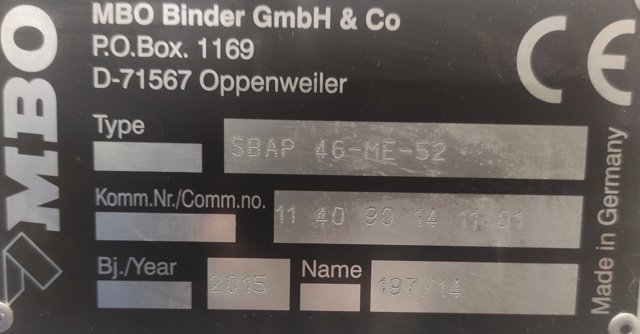 MBO
MBO Binder GmbH & Co
P.O.Box. 1169
D-71567 Oppenweiler
CE
Type
SBAP 46-ME-52
Komm.Nr./Comm.no.
11 40 90 14 11 01
Bj./Year
2015
Name
197/14
Made in Germany